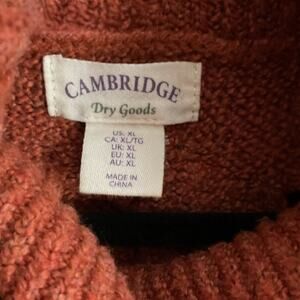 CAMBRIDGE
Dry Goods
US: XL
CA: XL/TG
UK: XL
EU: XL
AU: XL
MADE IN
CHINA